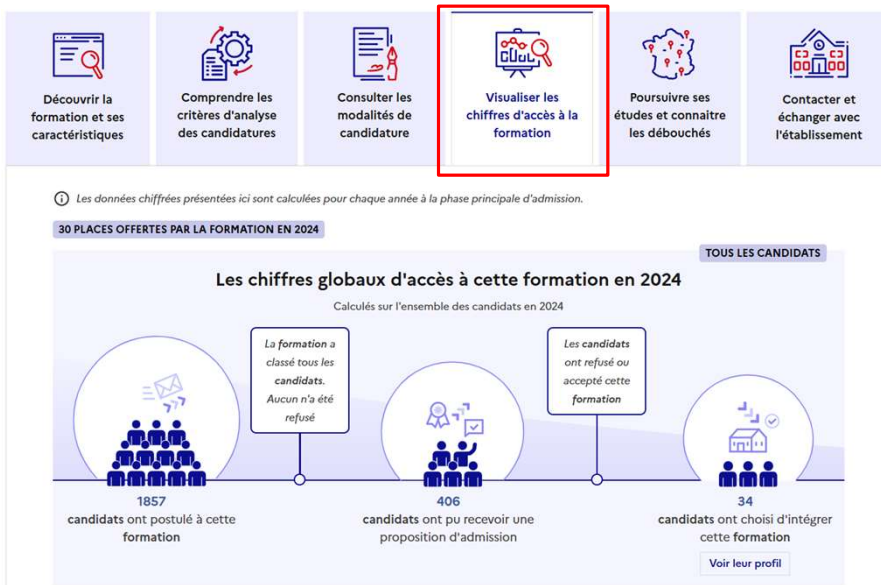 Découvrir la
formation et ses
caractéristiques
Comprendre les
critères d'analyse
des candidatures
Consulter les
modalités de
candidature
Visualiser les
chiffres d'accès à la
formation
Poursuivre ses
études et connaitre
les débouchés
Contacter et
échanger avec
l'établissement
Les données chiffrées présentées ici sont calculées pour chaque année à la phase principale d'admission.
30 PLACES OFFERTES PAR LA FORMATION EN 2024
TOUS LES CANDIDATS
Les chiffres globaux d'accès à cette formation en 2024
Calculés sur l'ensemble des candidats en 2024
La formation a
classé tous les
candidats.
Aucun n'a été
refusé
Les candidats
ont refusé ou
accepté cette
formation
1857
candidats ont postulé à cette
formation
406
candidats ont pu recevoir une
proposition d'admission
34
candidats ont choisi d'intégrer
cette formation
Voir leur profil